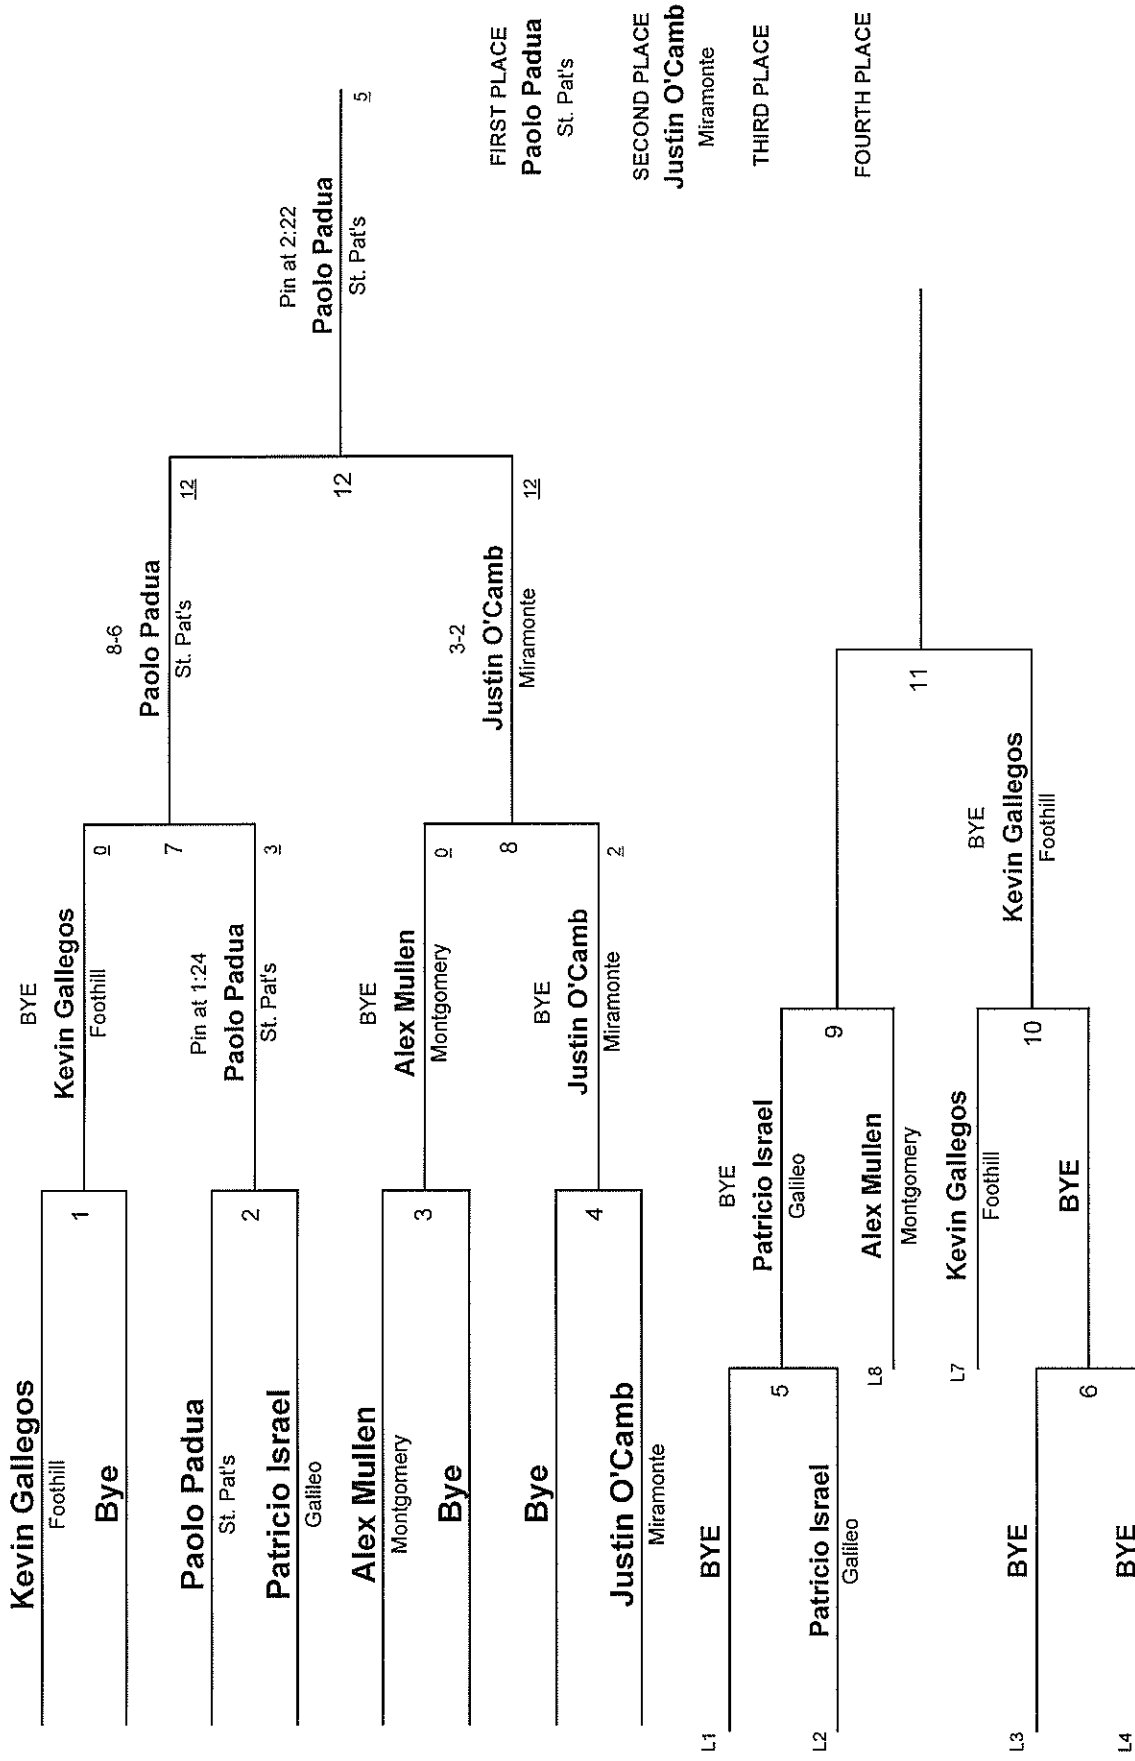 Kevin Gallegos
Foothill
1
Bye
Paolo Padua
St. Pat's
2
Patricio Israel
Galileo
Alex Mullen
Montgomery
3
Bye
Bye
4
Justin O'Camb
Miramonte
BYE
Kevin Gallegos
Foothill
0
7
Pin at 1:24
Paolo Padua
St. Pat's
3
BYE
Alex Mullen
Montgomery
0
8
BYE
Justin O'Camb
Miramonte
2
8-6
Paolo Padua
St. Pat's
12
12
3-2
Justin O'Camb
Miramonte
12
Pin at 2:22
Paolo Padua
St. Pat's
5
FIRST PLACE
Paolo Padua
St. Pat's
SECOND PLACE
Justin O'Camb
Miramonte
THIRD PLACE
FOURTH PLACE
L1
BYE
5
L2
Patricio Israel
Galileo
BYE
Patricio Israel
Galileo
9
L8
Alex Mullen
Montgomery
L7
Kevin Gallegos
Foothill
10
BYE
L3
BYE
6
L4
BYE
BYE
Kevin Gallegos
Foothill
11